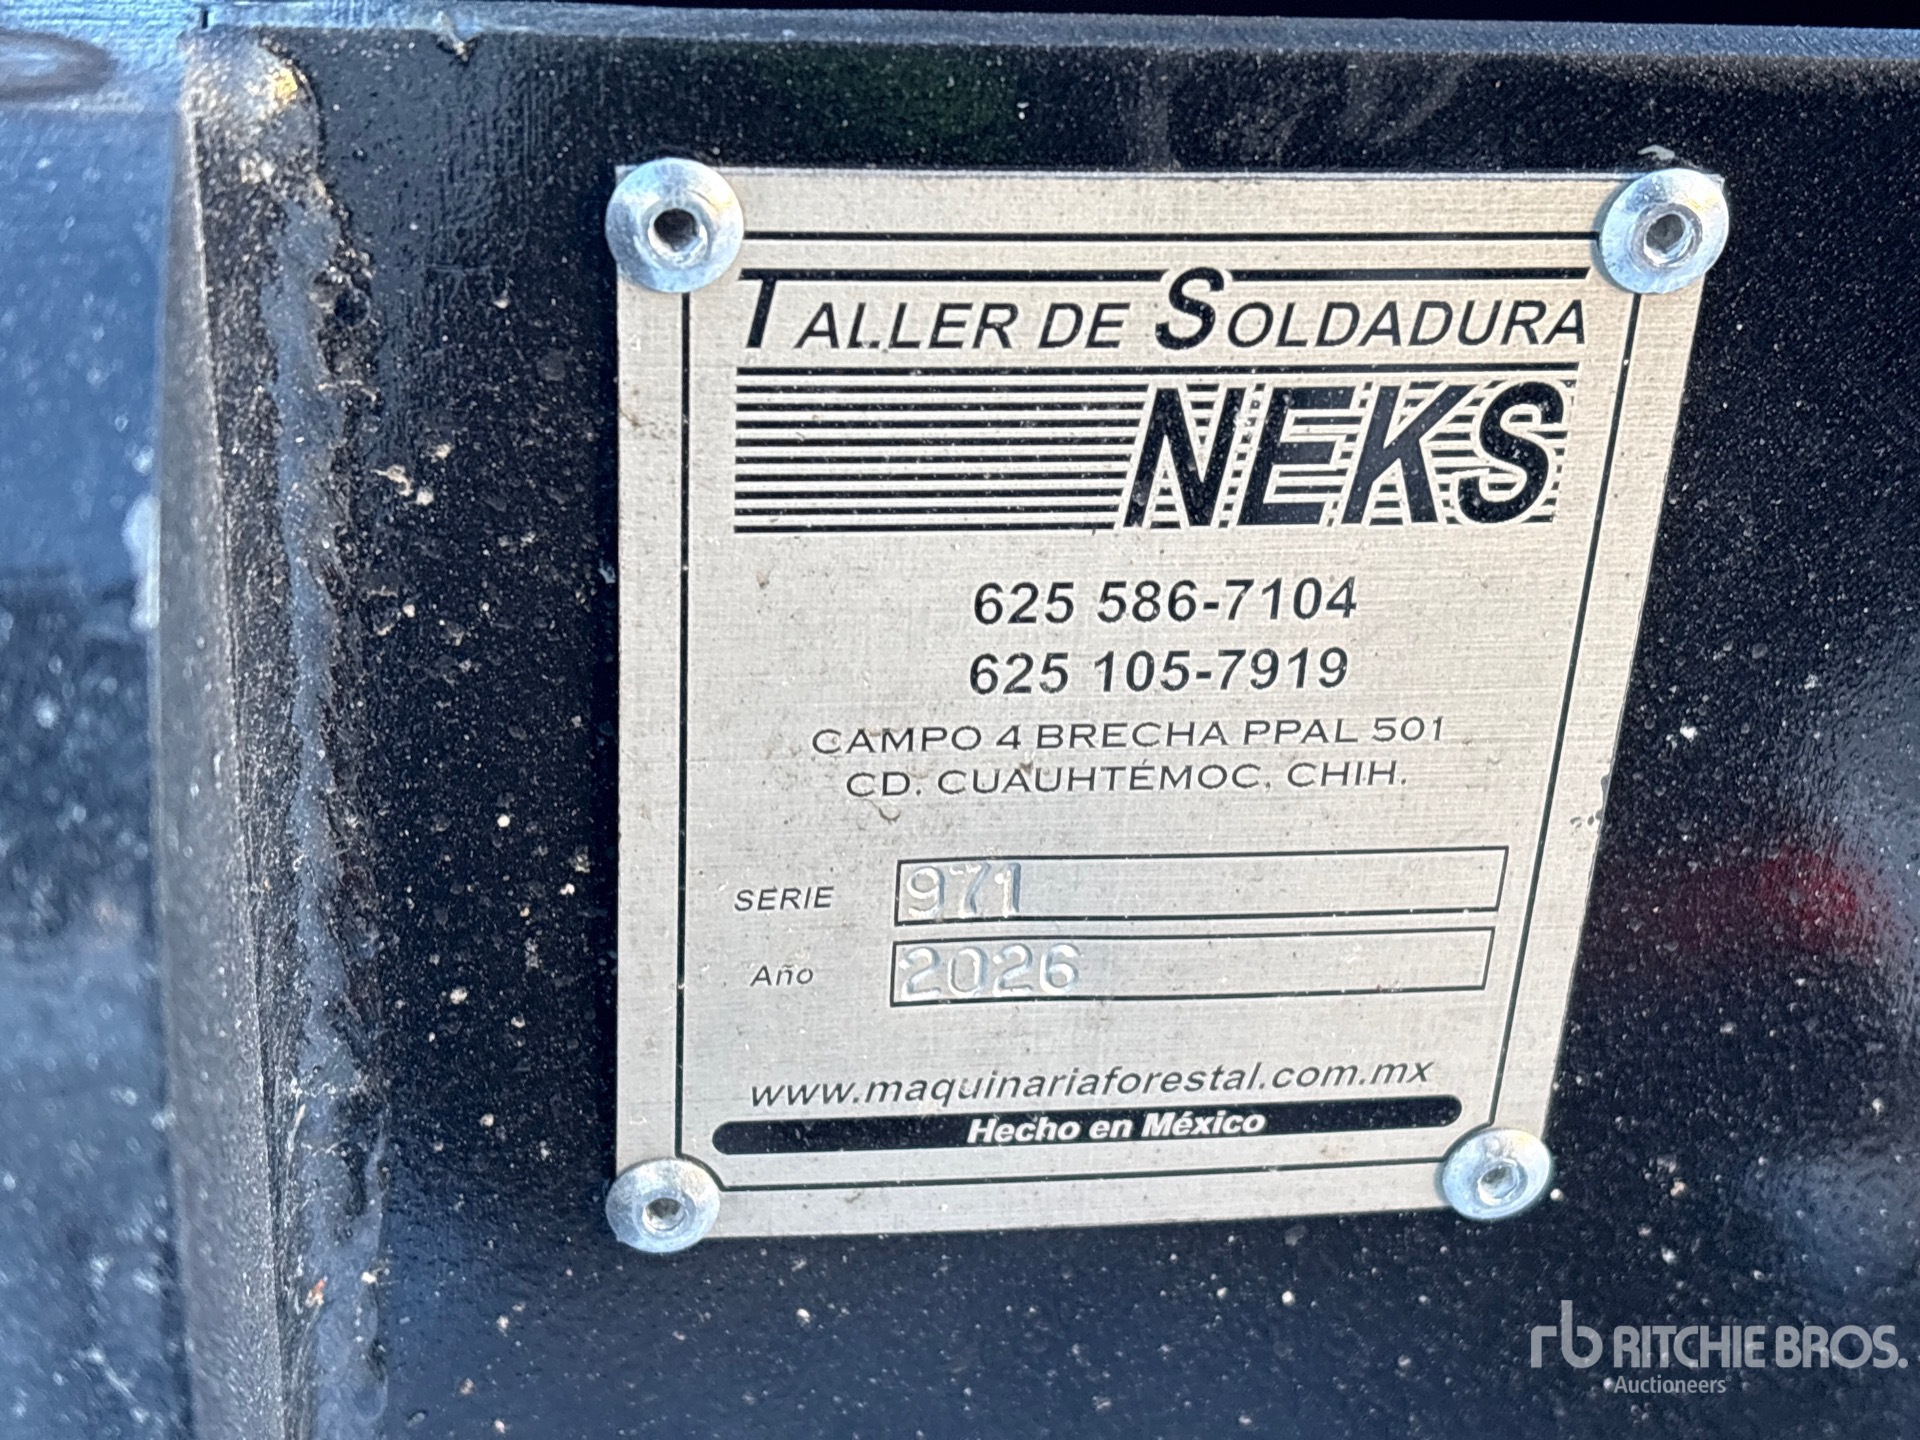 TALLER DE SOLDADURA
NEKS
625 586-7104
625 105-7919
CAMPO 4 BRECHA PPAL 501
CD. CUAUHTÉMOC, CHIH.
SERIE 971
Año 2026
www.maquinariaforestal.com.mx
Hecho en México
rb RITCHIE BROS.
Auctioneers